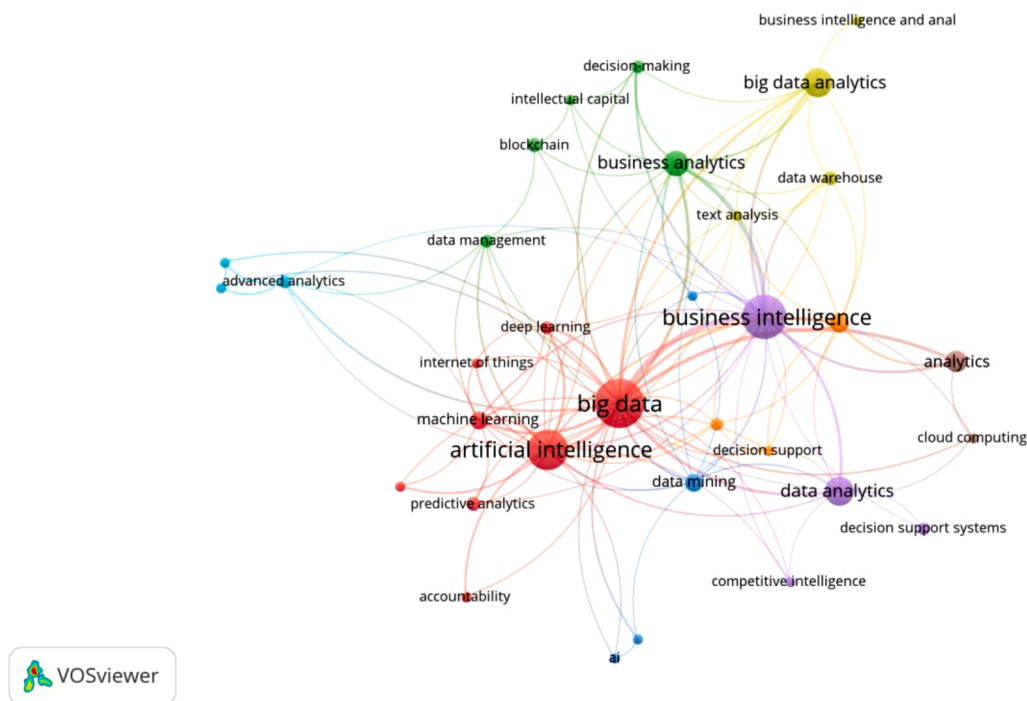 business intelligence and anal
decision-making
big data analytics
intellectual capital
blockchain
business analytics
data warehouse
text analysis
data management
advanced analytics
business intelligence
deep learning
internet of things
analytics
big data
machine learning
cloud computing
artificial intelligence
decision support
data mining
data analytics
predictive analytics
decision support systems
competitive intelligence
accountability
ai
VOSviewer